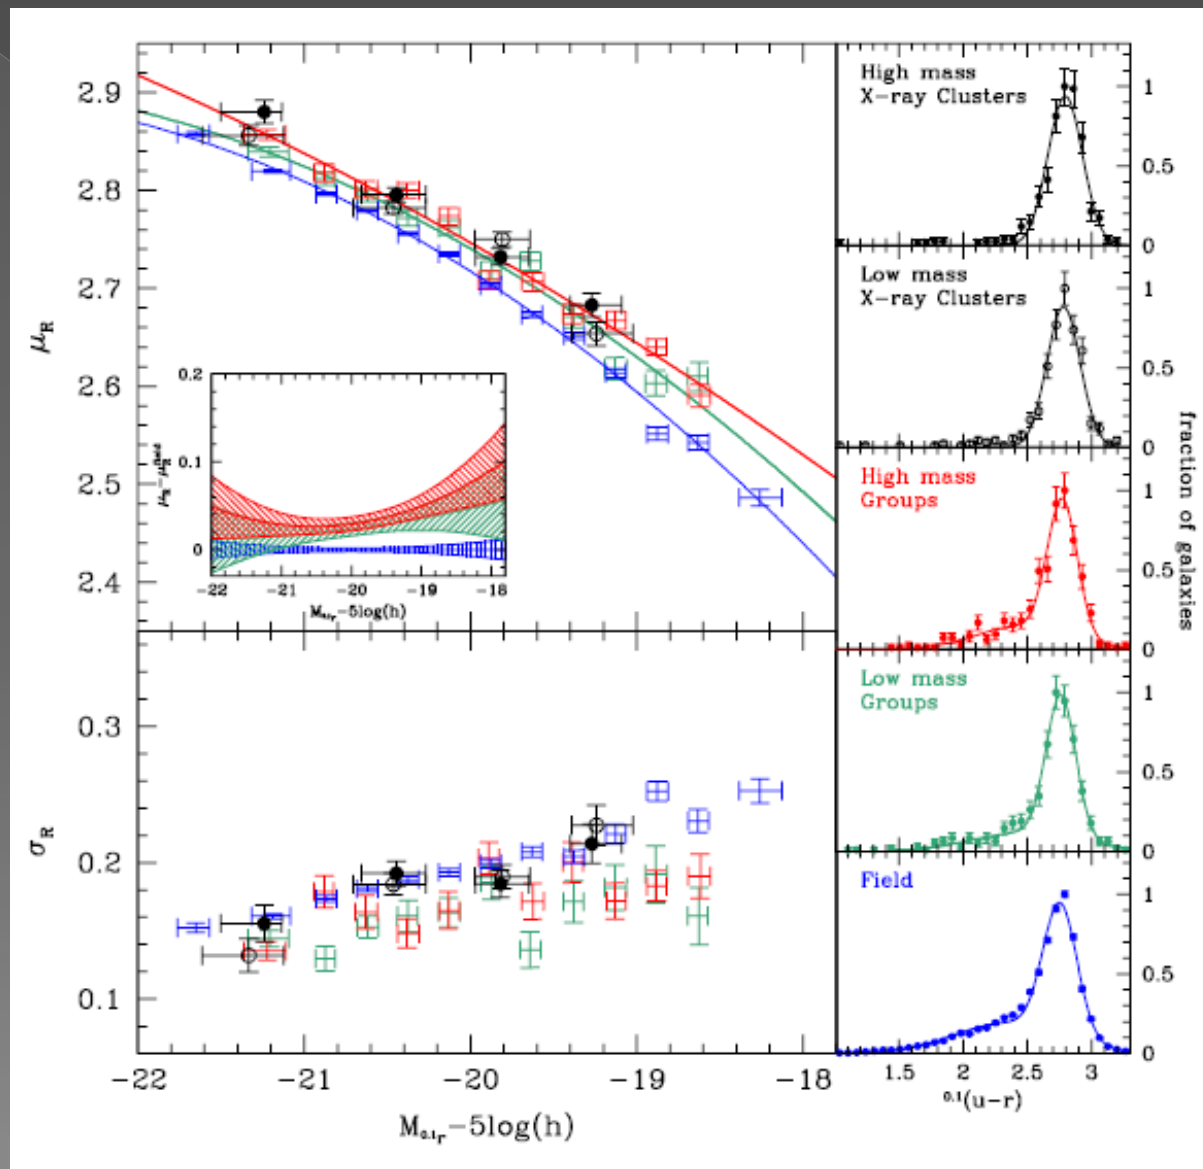 2.9
2.8
2.7
2.6
2.5
2.4
μR
0.2
0.1
0
μR−μRfield
−22 −21 −20 −19 −18
M0.1r−5log(h)
0.3
0.2
0.1
σR
−22 −21 −20 −19 −18
M0.1r−5log(h)
High mass
X-ray Clusters
1
0.5
0
Low mass
X-ray Clusters
1
0.5
0
High mass
Groups
1
0.5
0
Low mass
Groups
1
0.5
0
Field
1
0.5
0
fraction of galaxies
1.5 2 2.5 3
0.1(u−r)